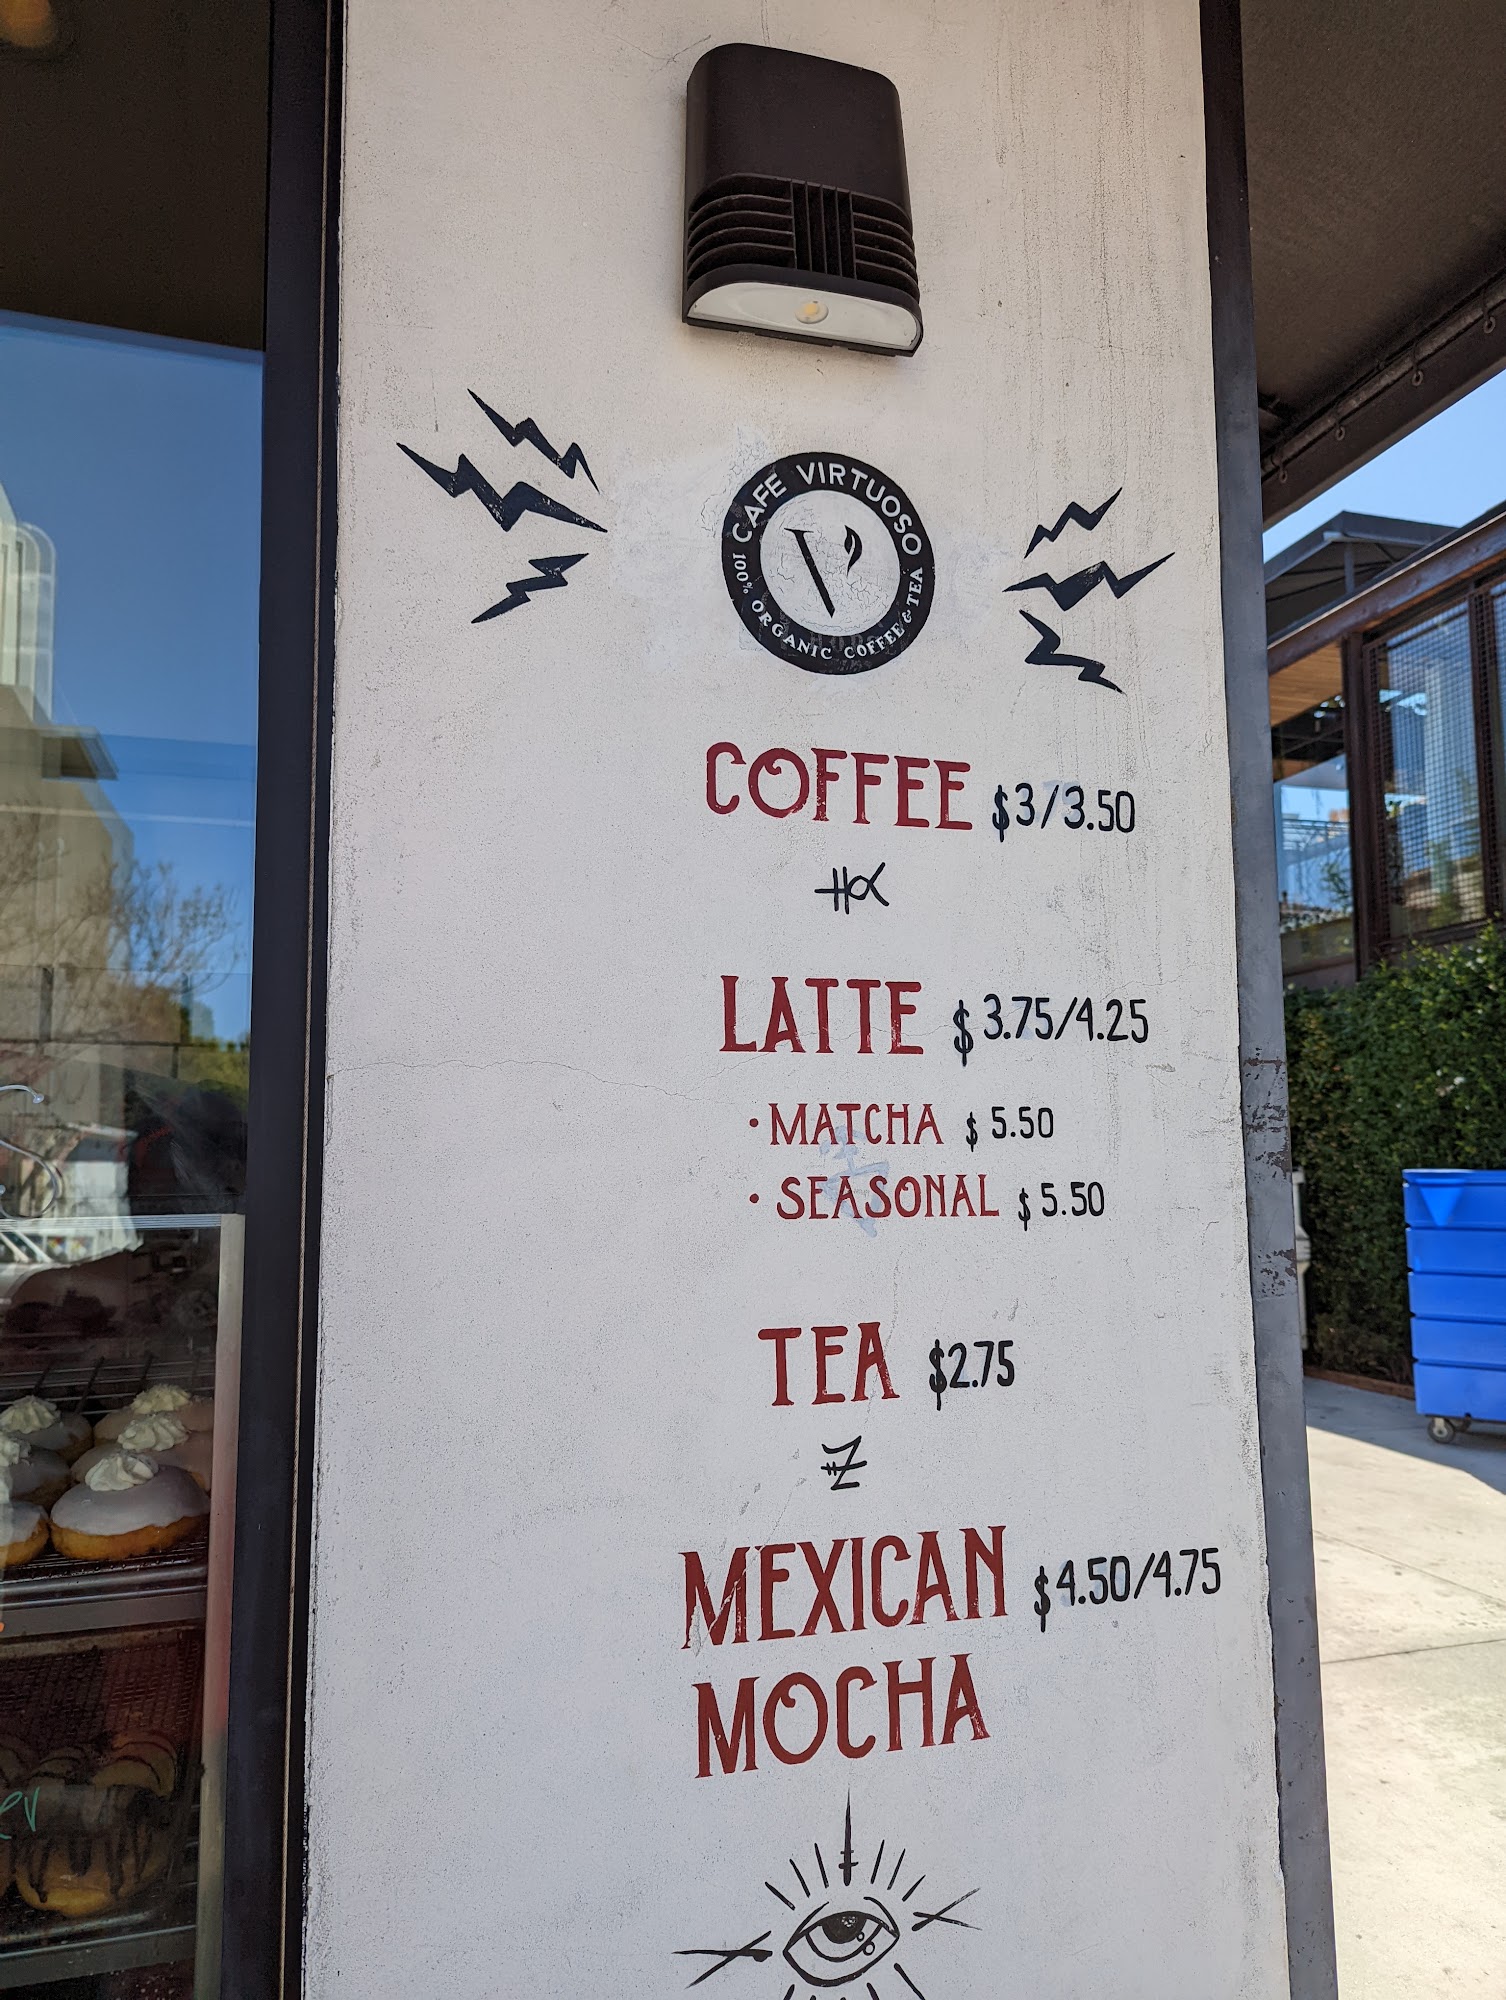 CAFE VIRTUOSO
100% ORGANIC COFFEE & TEA
COFFEE $3/3.50
LATTE $3.75/4.25
• MATCHA $5.50
• SEASONAL $5.50
TEA $2.75
MEXICAN $4.50/4.75
MOCHA